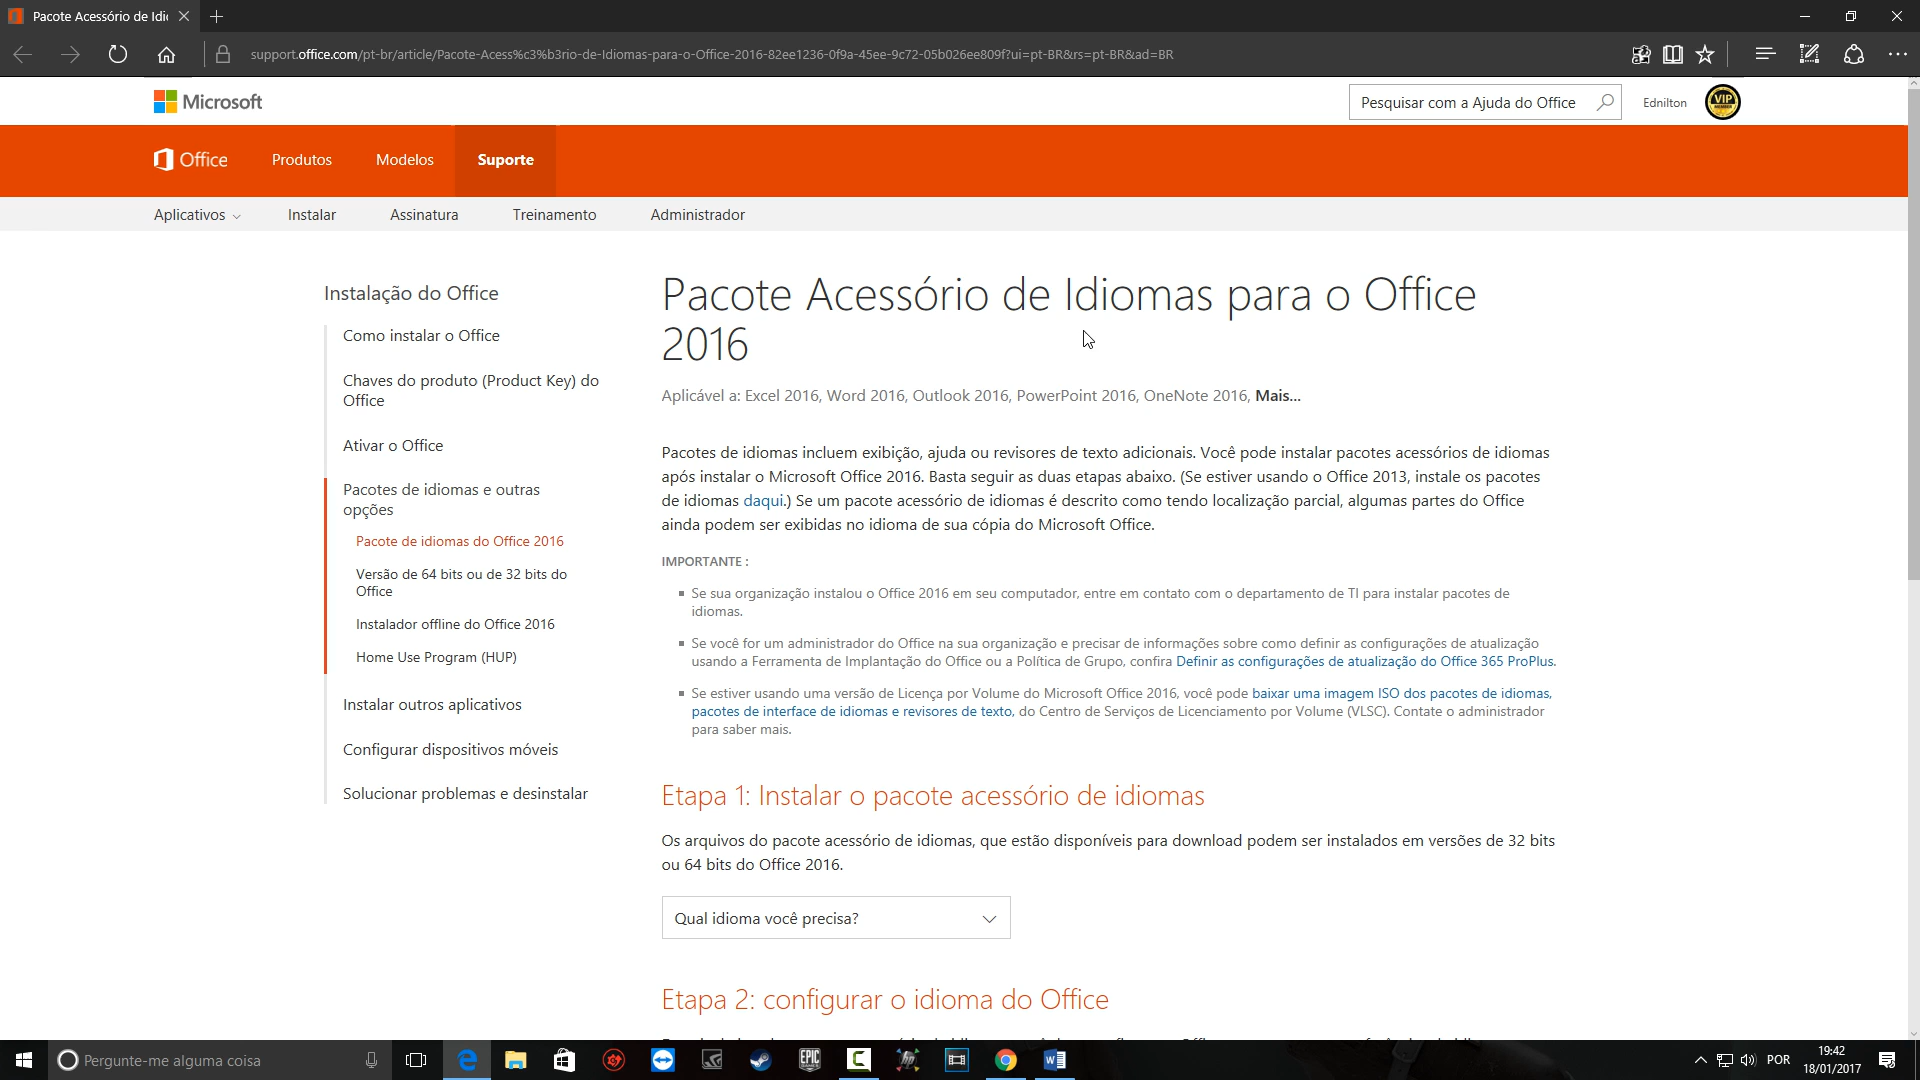 Pacote Acessório de Idi
support.office.com/pt-br/article/Pacote-Acess%c3%b3rio-de-Idiomas-para-o-Office-2016-82ee1236-0f9a-45ee-9c72-05b026ee809f?ui=pt-BR&rs=pt-BR&ad=BR
Microsoft
Pesquisar com a Ajuda do Office
Ednilton
VIP
Office
Produtos
Modelos
Suporte
Aplicativos
Instalar
Assinatura
Treinamento
Administrador
Instalação do Office
Como instalar o Office
Chaves do produto (Product Key) do
Office
Ativar o Office
Pacotes de idiomas e outras
opções
Pacote de idiomas do Office 2016
Versão de 64 bits ou de 32 bits do
Office
Instalador offline do Office 2016
Home Use Program (HUP)
Instalar outros aplicativos
Configurar dispositivos móveis
Solucionar problemas e desinstalar
Pacote Acessório de Idiomas para o Office
2016
Aplicável a: Excel 2016, Word 2016, Outlook 2016, PowerPoint 2016, OneNote 2016, Mais...
Pacotes de idiomas incluem exibição, ajuda ou revisores de texto adicionais. Você pode instalar pacotes acessórios de idiomas
após instalar o Microsoft Office 2016. Basta seguir as duas etapas abaixo. (Se estiver usando o Office 2013, instale os pacotes
de idiomas daqui.) Se um pacote acessório de idiomas é descrito como tendo localização parcial, algumas partes do Office
ainda podem ser exibidas no idioma de sua cópia do Microsoft Office.
IMPORTANTE :
Se sua organização instalou o Office 2016 em seu computador, entre em contato com o departamento de TI para instalar pacotes de
idiomas.
Se você for um administrador do Office na sua organização e precisar de informações sobre como definir as configurações de atualização
usando a Ferramenta de Implantação do Office ou a Política de Grupo, confira Definir as configurações de atualização do Office 365 ProPlus.
Se estiver usando uma versão de Licença por Volume do Microsoft Office 2016, você pode baixar uma imagem ISO dos pacotes de idiomas,
pacotes de interface de idiomas e revisores de texto, do Centro de Serviços de Licenciamento por Volume (VLSC). Contate o administrador
para saber mais.
Etapa 1: Instalar o pacote acessório de idiomas
Os arquivos do pacote acessório de idiomas, que estão disponíveis para download podem ser instalados em versões de 32 bits
ou 64 bits do Office 2016.
Qual idioma você precisa?
Etapa 2: configurar o idioma do Office
Pergunte-me alguma coisa
EPIC
POR
19:42
18/01/2017